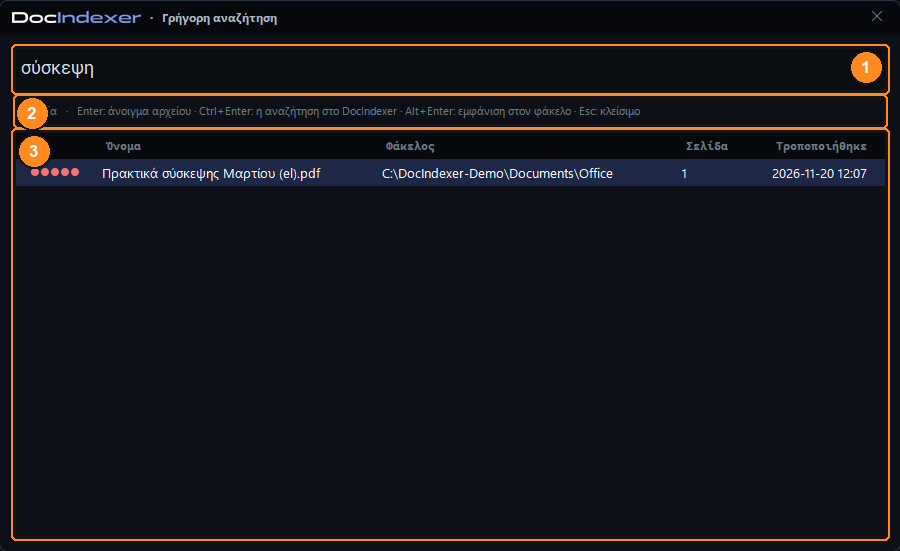 DocIndexer · Γρήγορη αναζήτηση
σύσκεψη
1
2
· Enter: άνοιγμα αρχείου · Ctrl+Enter: η αναζήτηση στο DocIndexer · Alt+Enter: εμφάνιση στον φάκελο · Esc: κλείσιμο
3
Όνομα Φάκελος Σελίδα Τροποποιήθηκε
Πρακτικά σύσκεψης Μαρτίου (el).pdf C:\DocIndexer-Demo\Documents\Office 1 2026-11-20 12:07